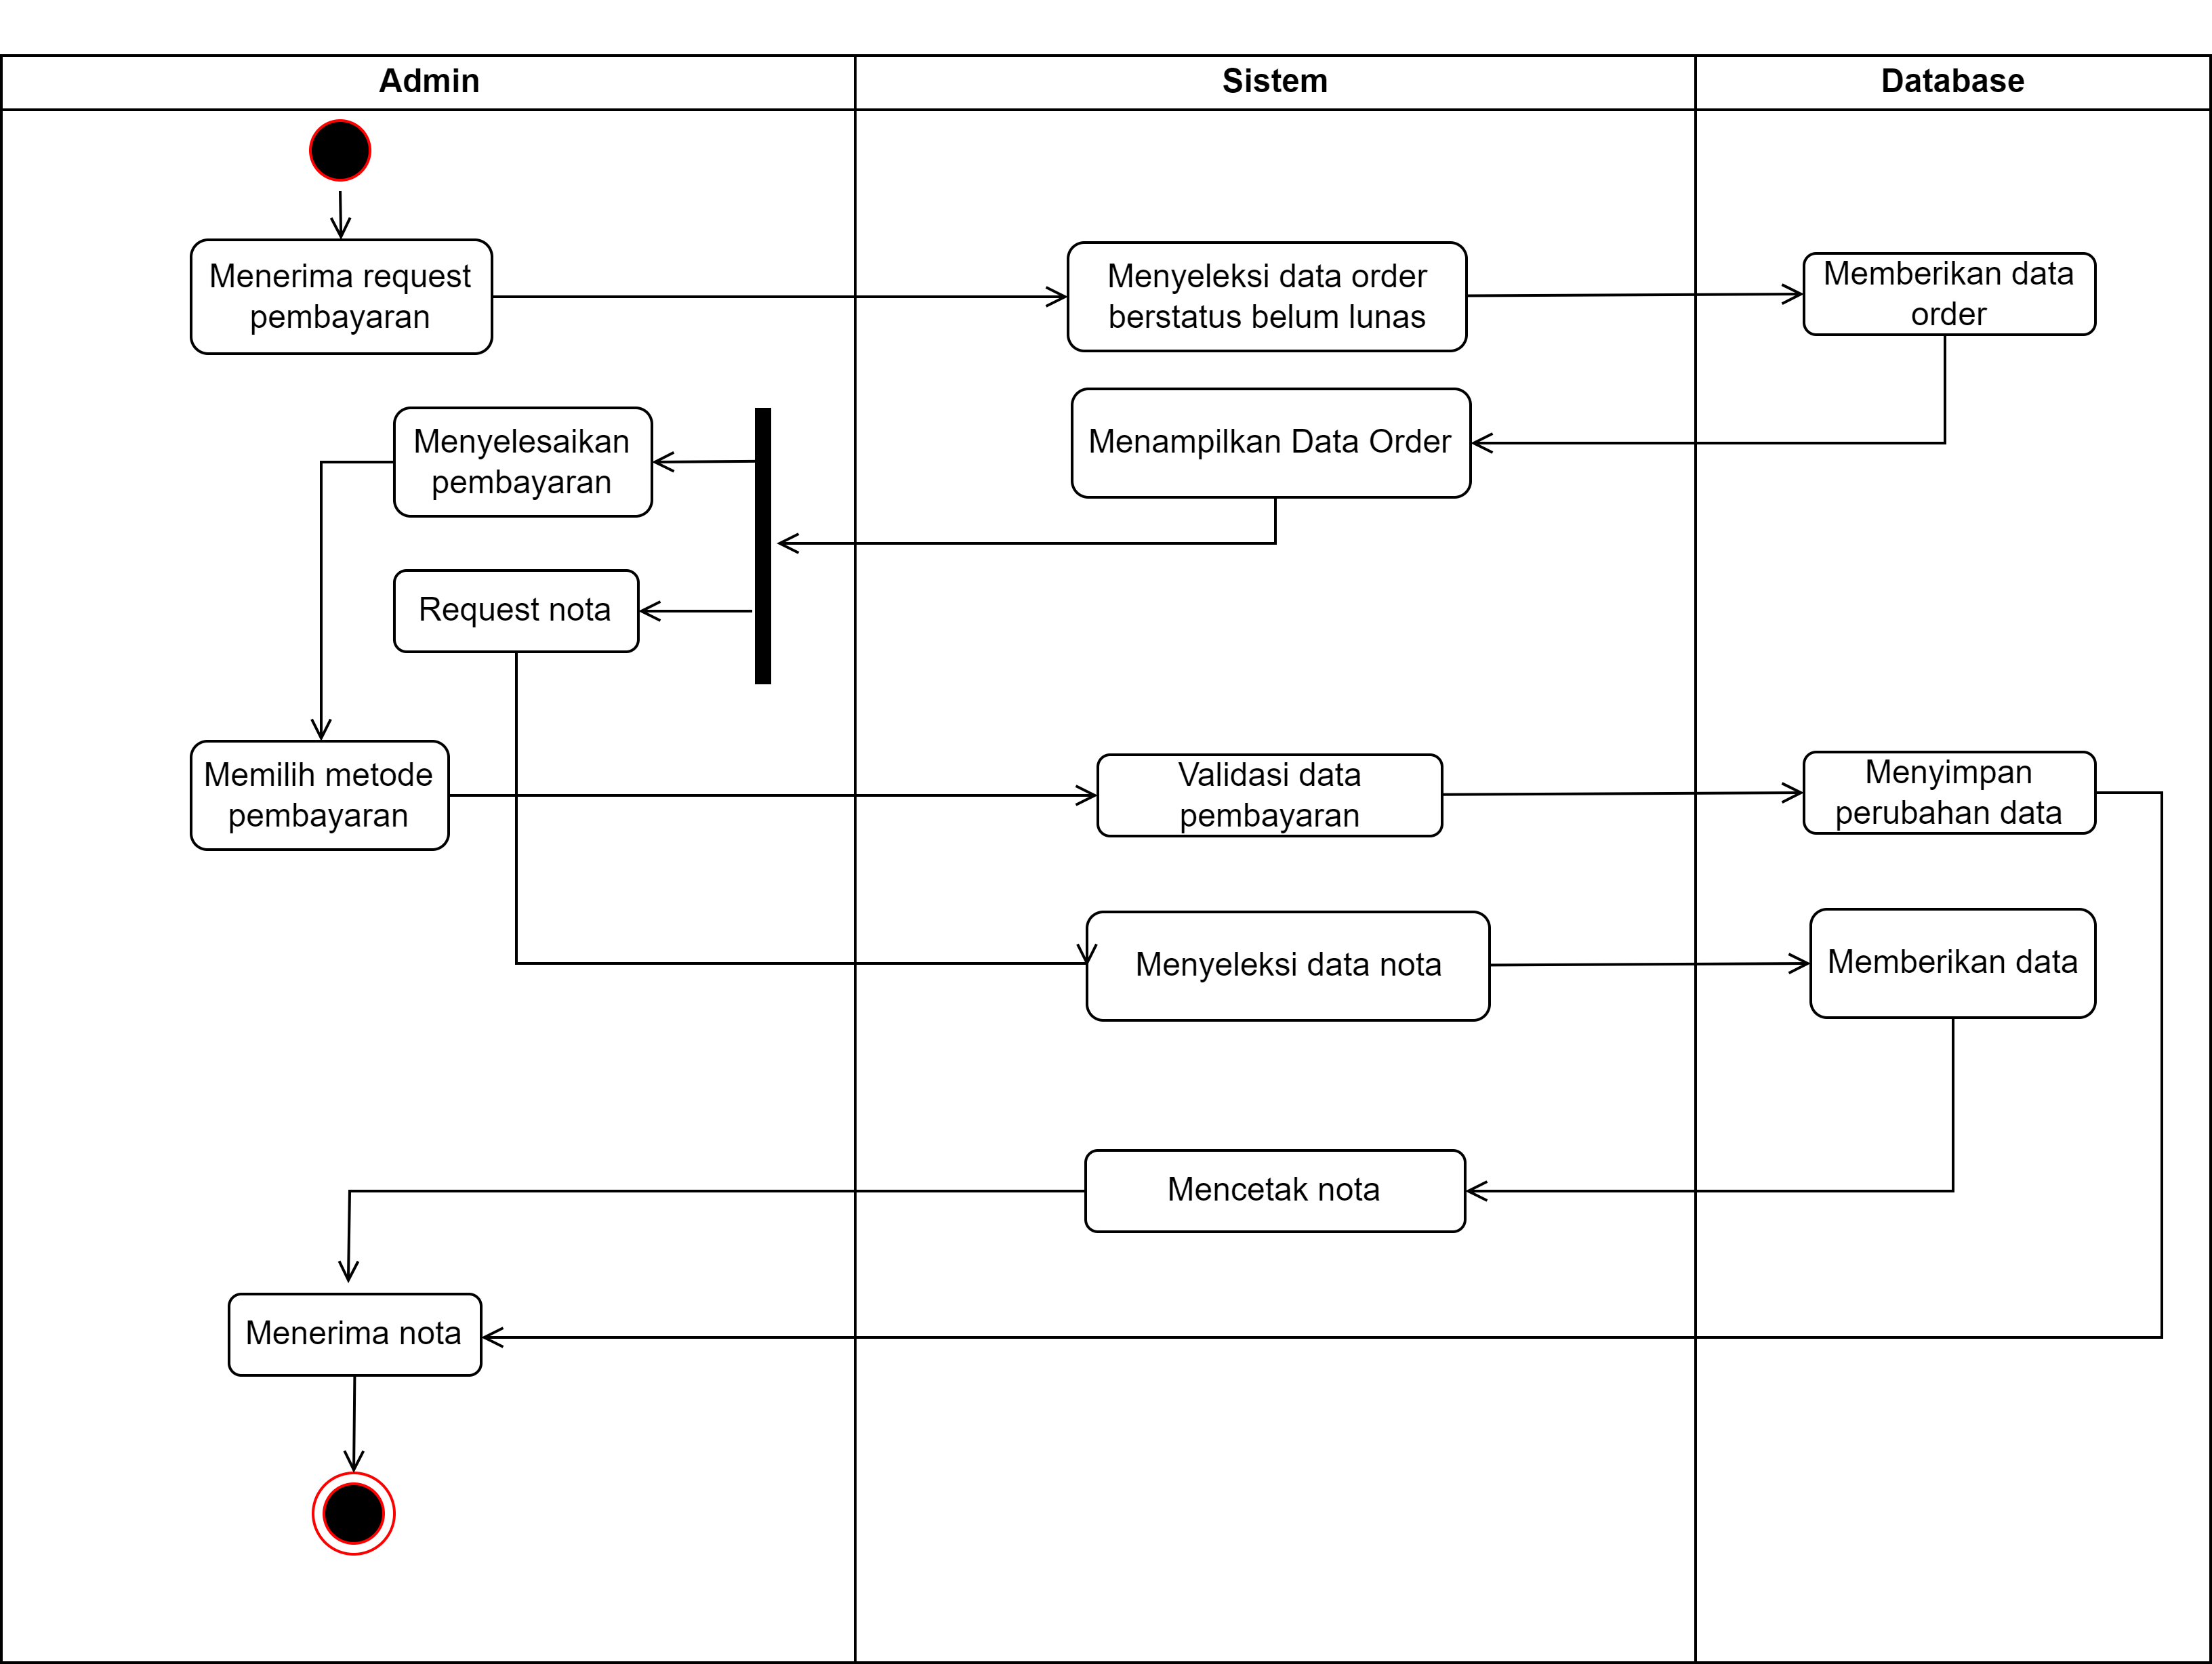 Admin
Sistem
Database
Menerima request
pembayaran
Menyeleksi data order
berstatus belum lunas
Memberikan data
order
Menyelesaikan
pembayaran
Menampilkan Data Order
Request nota
Memilih metode
pembayaran
Validasi data
pembayaran
Menyimpan
perubahan data
Menyeleksi data nota
Memberikan data
Mencetak nota
Menerima nota